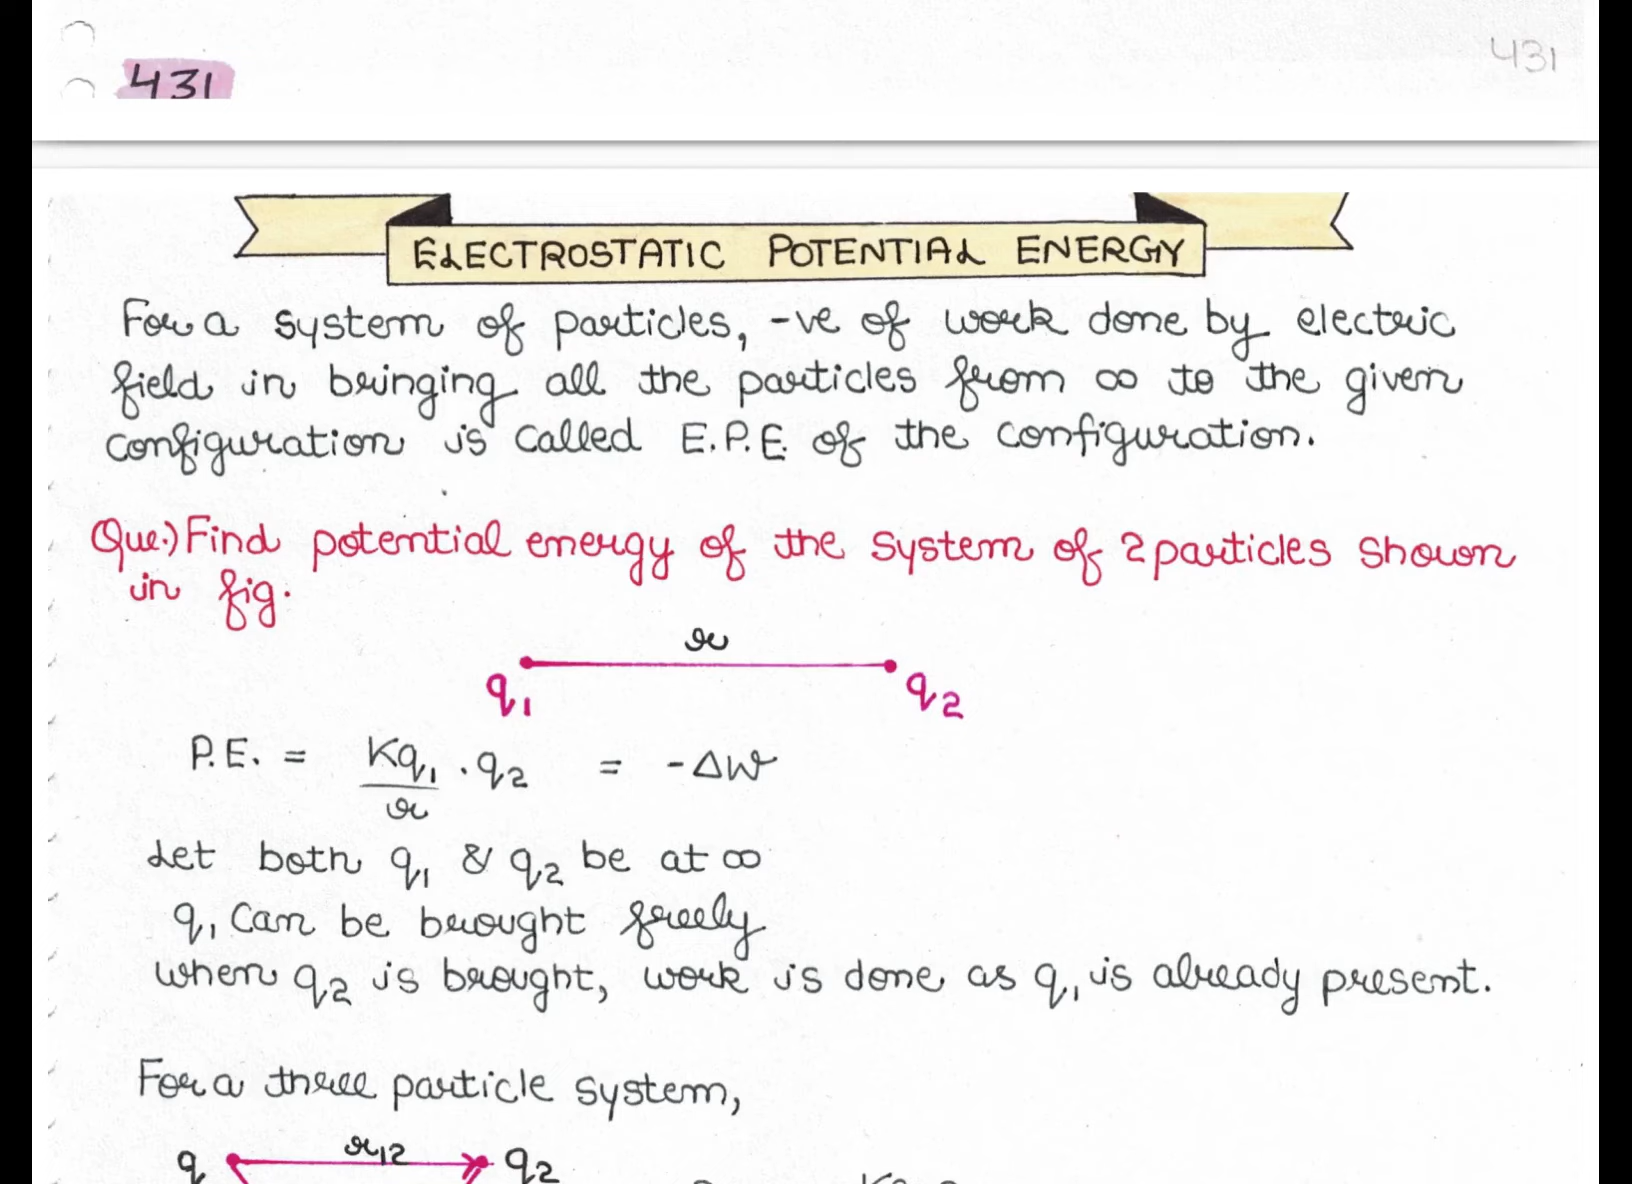 431
431
ELECTROSTATIC POTENTIAL ENERGY
For a system of particles, -ve of work done by electric
field in bringing all the particles from ∞ to the given
configuration is called E.P.E. of the configuration.
Que.) Find potential energy of the system of 2 particles shown
in fig.
r
q1 q2
P.E. = Kq1/r . q2 = -ΔW
Let both q1 & q2 be at ∞
q1 can be brought freely
when q2 is brought, work is done as q1 is already present.
For a three particle system,
r12
q q2